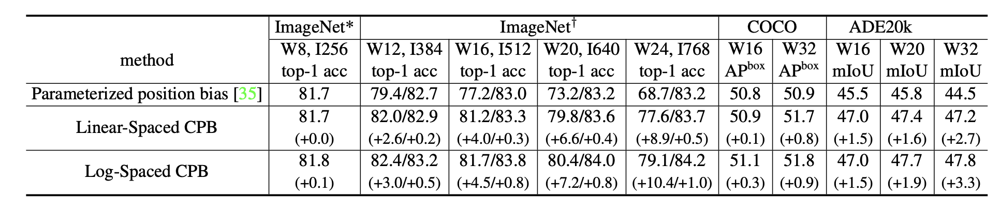 ImageNet* ImageNet† COCO ADE20k
method W8, I256 W12, I384 W16, I512 W20, I640 W24, I768 W16 W32 W16 W20 W32
top-1 acc top-1 acc top-1 acc top-1 acc top-1 acc APbox APbox mIoU mIoU mIoU
Parameterized position bias [35] 81.7 79.4/82.7 77.2/83.0 73.2/83.2 68.7/83.2 50.8 50.9 45.5 45.8 44.5
Linear-Spaced CPB 81.7 82.0/82.9 81.2/83.3 79.8/83.6 77.6/83.7 50.9 51.7 47.0 47.4 47.2
(+0.0) (+2.6/+0.2) (+4.0/+0.3) (+6.6/+0.4) (+8.9/+0.5) (+0.1) (+0.8) (+1.5) (+1.6) (+2.7)
Log-Spaced CPB 81.8 82.4/83.2 81.7/83.8 80.4/84.0 79.1/84.2 51.1 51.8 47.0 47.7 47.8
(+0.1) (+3.0/+0.5) (+4.5/+0.8) (+7.2/+0.8) (+10.4/+1.0) (+0.3) (+0.9) (+1.5) (+1.9) (+3.3)